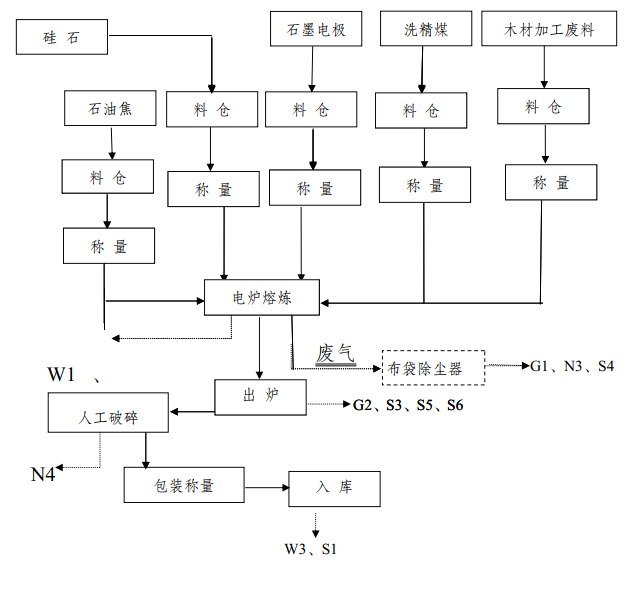 硅 石
石墨电极
洗精煤
木材加工废料
石油焦
料 仓
料 仓
料 仓
料 仓
料 仓
称 量
称 量
称 量
称 量
称 量
电炉熔炼
废气
布袋除尘器
G1、N3、S4
W1 、
出 炉
G2、S3、S5、S6
人工破碎
N4
包装称量
入 库
W3、S1